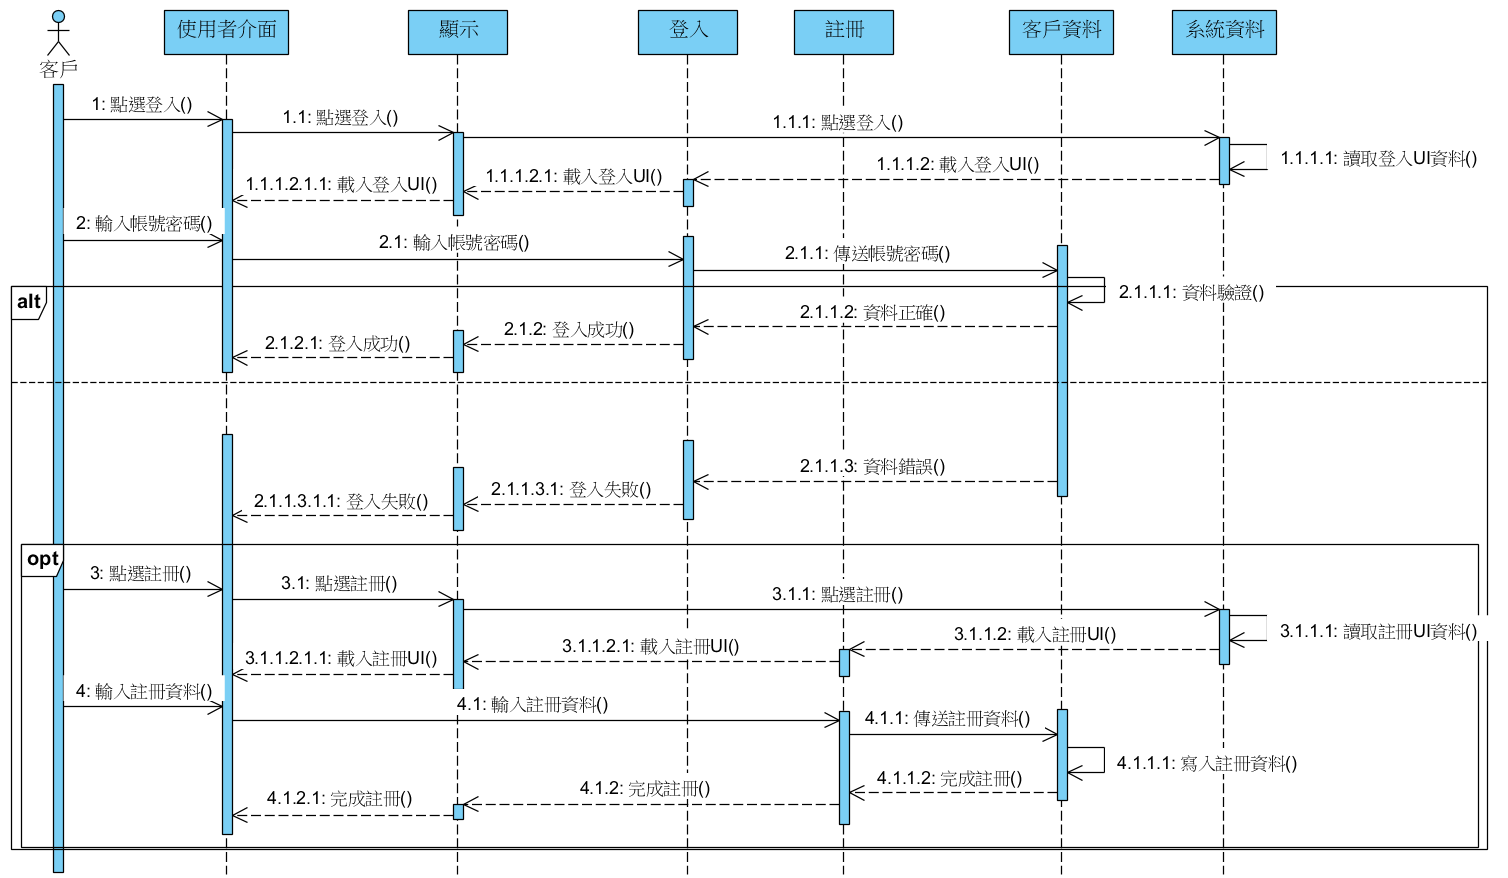 客戶
使用者介面
顯示
登入
註冊
客戶資料
系統資料
1: 點選登入()
1.1: 點選登入()
1.1.1: 點選登入()
1.1.1.1: 讀取登入UI資料()
1.1.1.2: 載入登入UI()
1.1.1.2.1: 載入登入UI()
1.1.1.2.1.1: 載入登入UI()
2: 輸入帳號密碼()
2.1: 輸入帳號密碼()
2.1.1: 傳送帳號密碼()
alt
2.1.1.1: 資料驗證()
2.1.1.2: 資料正確()
2.1.2: 登入成功()
2.1.2.1: 登入成功()
2.1.1.3: 資料錯誤()
2.1.1.3.1: 登入失敗()
2.1.1.3.1.1: 登入失敗()
opt
3: 點選註冊()
3.1: 點選註冊()
3.1.1: 點選註冊()
3.1.1.1: 讀取註冊UI資料()
3.1.1.2: 載入註冊UI()
3.1.1.2.1: 載入註冊UI()
3.1.1.2.1.1: 載入註冊UI()
4: 輸入註冊資料()
4.1: 輸入註冊資料()
4.1.1: 傳送註冊資料()
4.1.1.1: 寫入註冊資料()
4.1.1.2: 完成註冊()
4.1.2: 完成註冊()
4.1.2.1: 完成註冊()